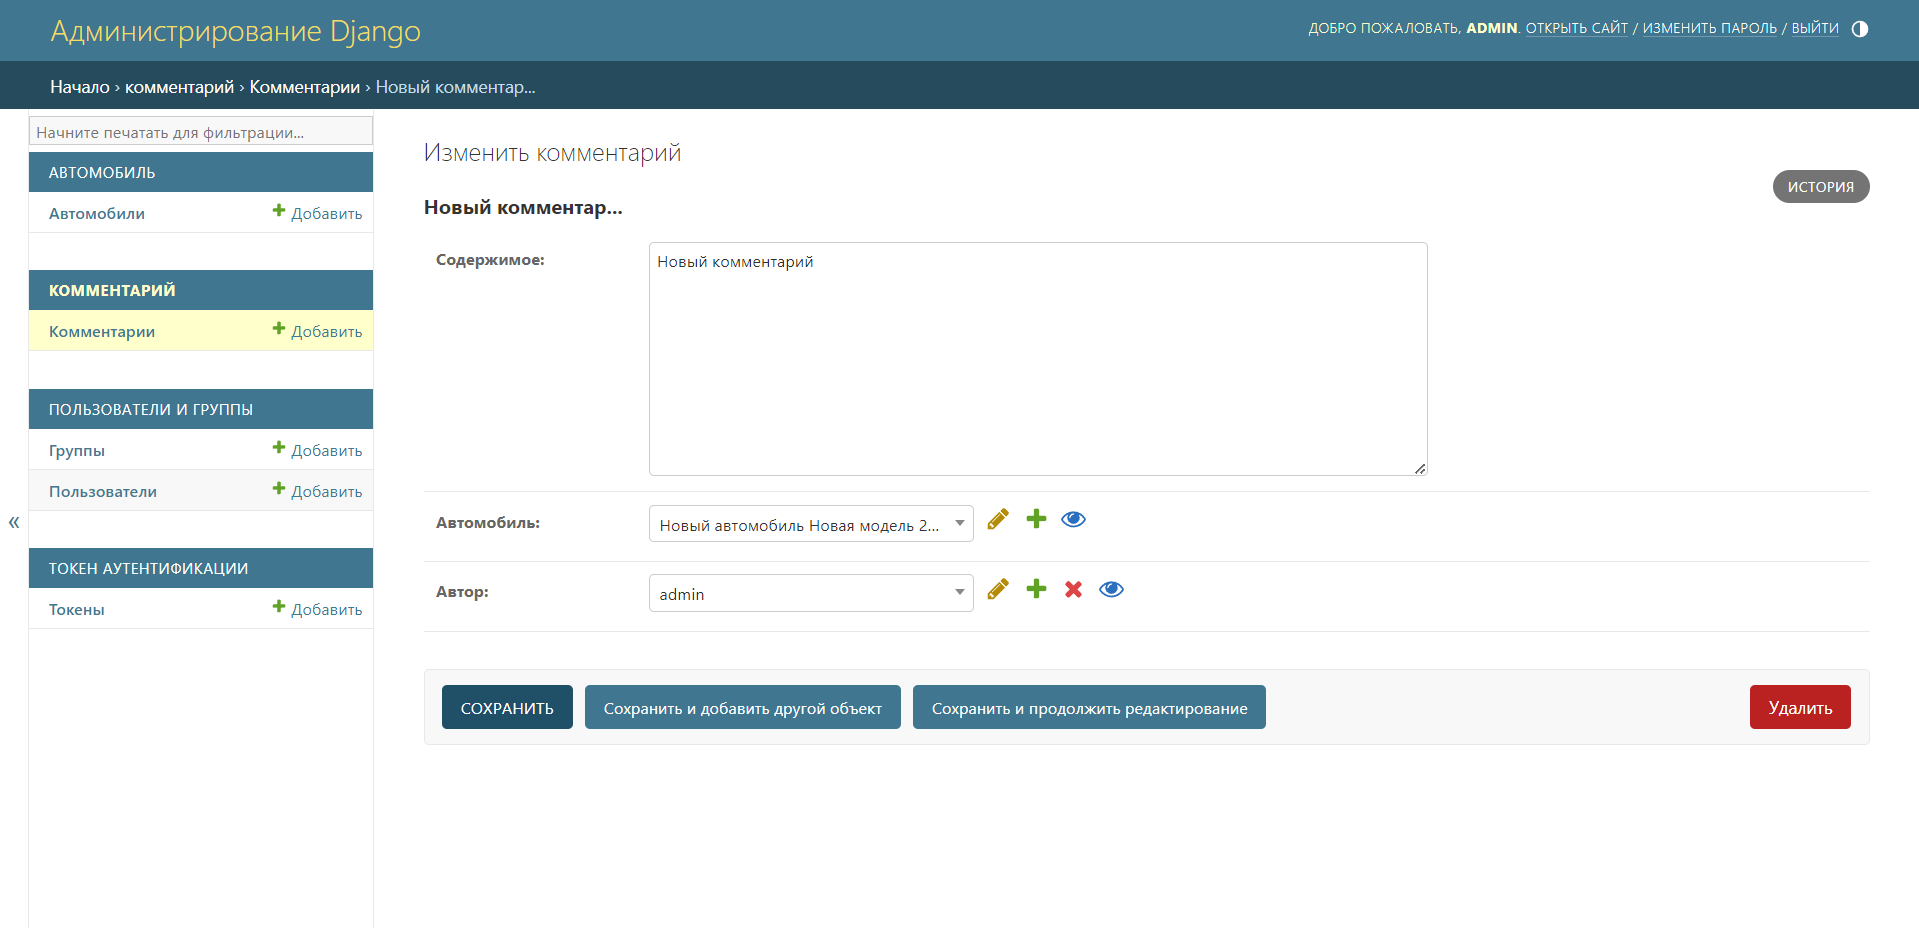 Администрирование Django
ДОБРО ПОЖАЛОВАТЬ, ADMIN. ОТКРЫТЬ САЙТ / ИЗМЕНИТЬ ПАРОЛЬ / ВЫЙТИ
Начало › комментарий › Комментарии › Новый комментар...
Начните печатать для фильтрации...
АВТОМОБИЛЬ
Автомобили Добавить
КОММЕНТАРИЙ
Комментарии Добавить
ПОЛЬЗОВАТЕЛИ И ГРУППЫ
Группы Добавить
Пользователи Добавить
«
ТОКЕН АУТЕНТИФИКАЦИИ
Токены Добавить
Изменить комментарий
ИСТОРИЯ
Новый комментар...
Содержимое:
Новый комментарий
Автомобиль:
Новый автомобиль Новая модель 2...
Автор:
admin
СОХРАНИТЬ
Сохранить и добавить другой объект
Сохранить и продолжить редактирование
Удалить